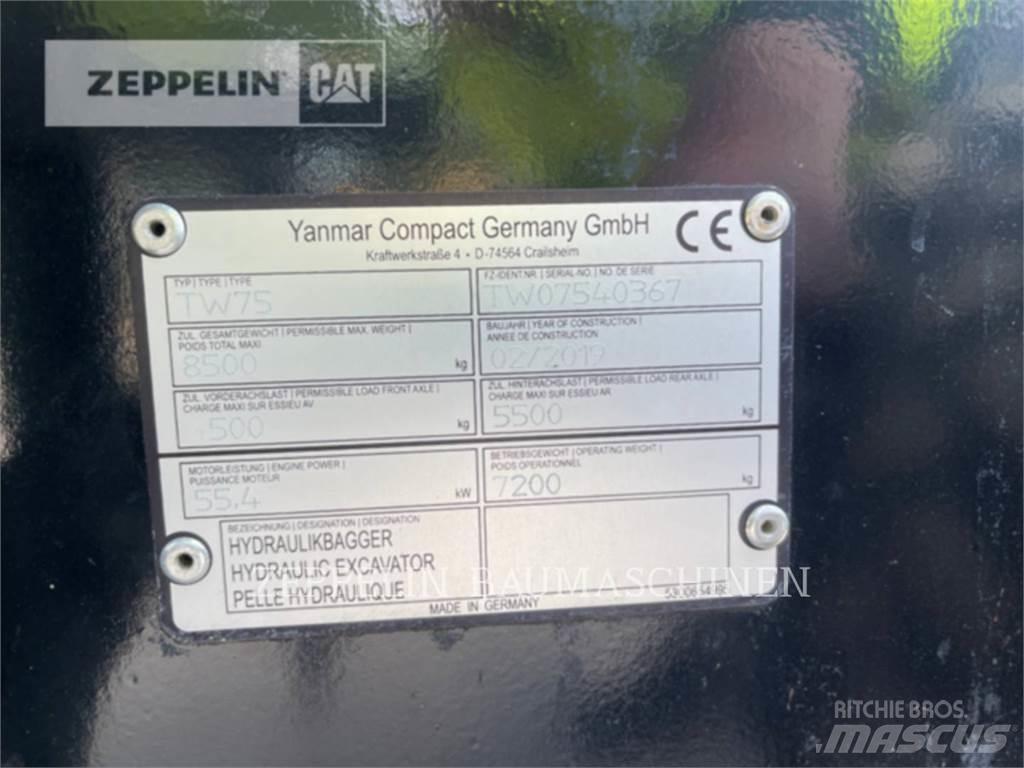 ZEPPELIN CAT
Yanmar Compact Germany GmbH CE
Kraftwerkstraße 4 • D-74564 Crailsheim
TYP | TYPE | TYPE
TW75
FZ-IDENT.NR. | SERIAL-NO. | NO. DE SERIE
TW07540367
ZUL. GESAMTGEWICHT | PERMISSIBLE MAX. WEIGHT |
POIDS TOTAL MAXI
8500 kg
BAUJAHR | YEAR OF CONSTRUCTION |
ANNEE DE CONSTRUCTION
02/2019
ZUL. VORDERACHSLAST | PERMISSIBLE LOAD FRONT AXLE |
CHARGE MAXI SUR ESSIEU AV
kg
ZUL. HINTERACHSLAST | PERMISSIBLE LOAD REAR AXLE |
CHARGE MAXI SUR ESSIEU AR
5500 kg
MOTORLEISTUNG | ENGINE POWER |
PUISSANCE MOTEUR
55,4 kW
BETRIEBSGEWICHT | OPERATING WEIGHT |
POIDS OPERATIONNEL
7200 kg
BEZEICHNUNG | DESIGNATION | DESIGNATION
HYDRAULIKBAGGER
HYDRAULIC EXCAVATOR
PELLE HYDRAULIQUE
MADE IN GERMANY
ZEPPELIN BAUMASCHINEN
RITCHIE BROS.
MASCUS